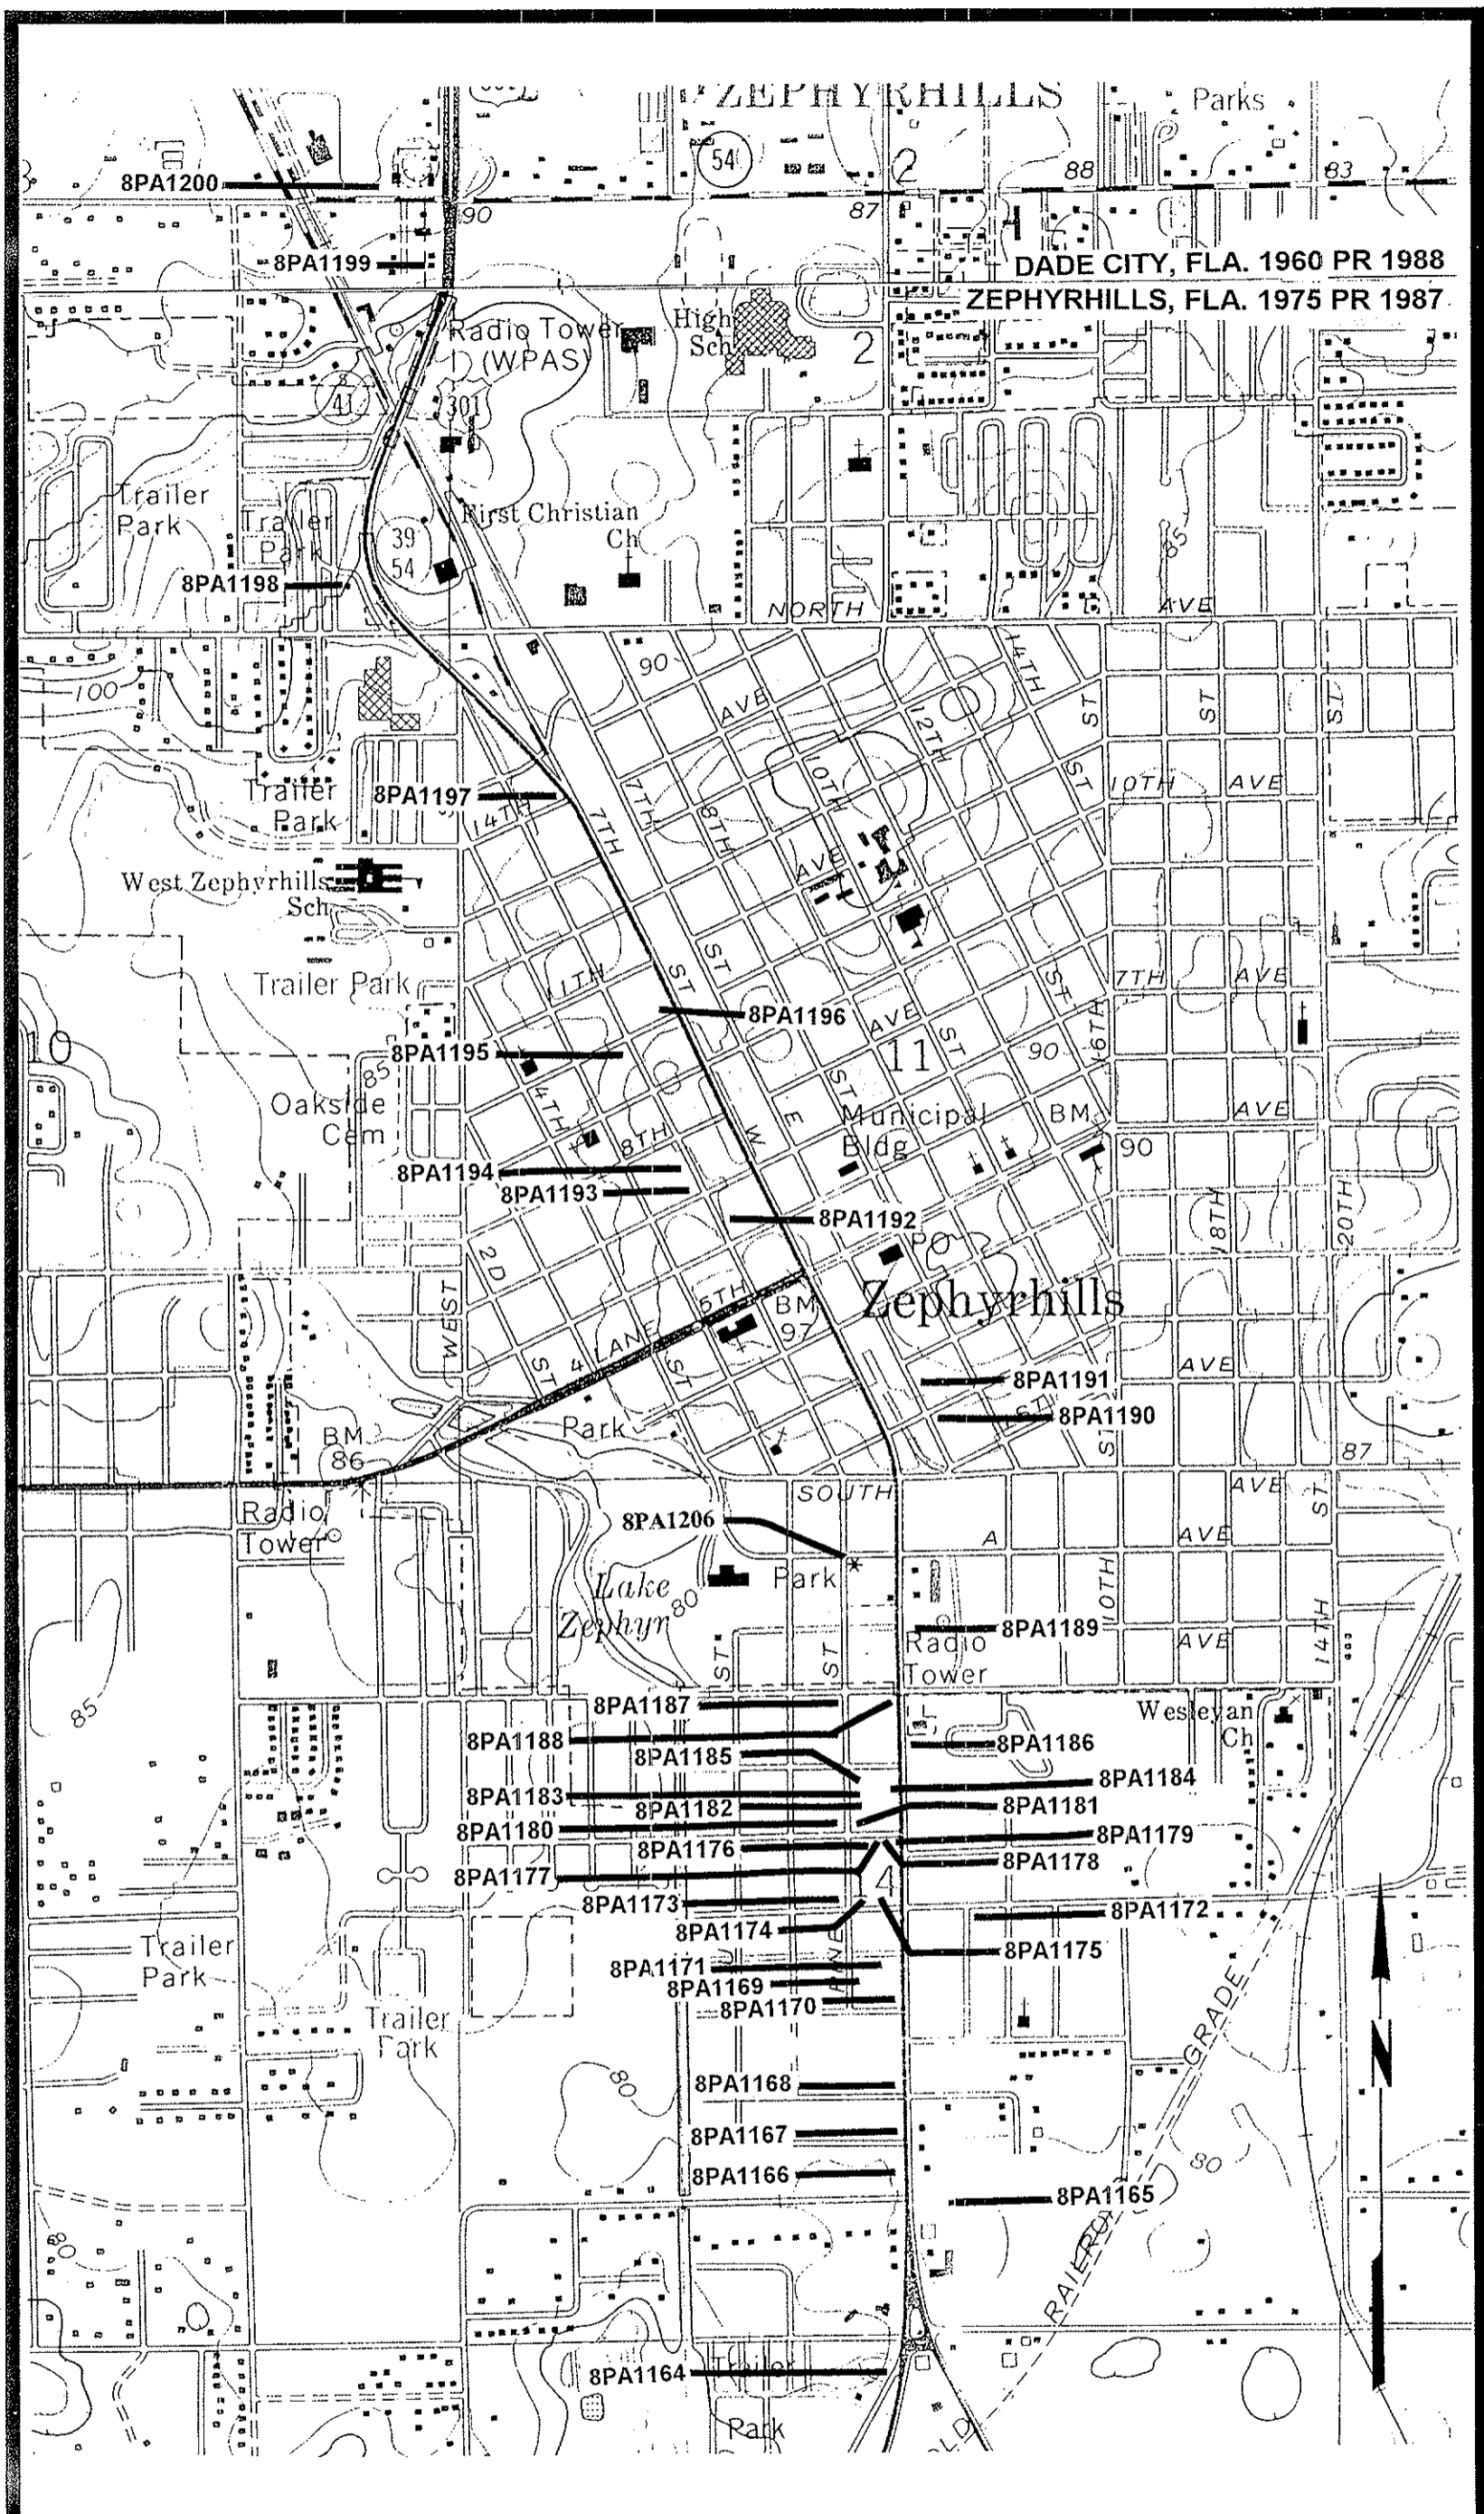 ZEPHYRHILLS
Parks
54
2
88
83
8PA1200
90
87
8PA1199
DADE CITY, FLA. 1960 PR 1988
ZEPHYRHILLS, FLA. 1975 PR 1987
Radio Tower
(WPAS)
High
Sch
2
41
301
Trailer
Park
Trailer
Park
First Christian
Ch
39
54
85
8PA1198
NORTH
AVE
90
14TH
100
AVE
12TH
ST
ST
ST
Trailer
Park
8PA1197
14TH
7TH
7TH
8TH
10TH
ST
10TH
AVE
AVE
West Zephyrhills
Sch
Trailer Park
11TH
ST
ST
ST
7TH
AVE
8PA1196
AVE
10
8PA1195
85
11
ST
90
16TH
Oakside
Cem
4TH
ST
W
E
Municipal
Bldg
BM
90
AVE
8TH
8PA1194
8PA1193
8PA1192
18TH
20TH
PO
2D
WEST
5TH
BM
97
Zephyrhills
4 LANE
ST
ST
AVE
8PA1191
8PA1190
1ST
ST
Park
BM
86
87
SOUTH
AVE
ST
Radio
Tower
8PA1206
A
AVE
Lake
Zephyr
80
Park
10TH
14TH
8PA1189
Radio
Tower
AVE
ST
ST
85
8PA1187
Wesleyan
Ch
8PA1188
8PA1186
8PA1185
8PA1184
8PA1183
8PA1182
8PA1181
8PA1180
8PA1179
8PA1176
8PA1178
8PA1177
8PA1173
8PA1172
8PA1174
8PA1175
Trailer
Park
8PA1171
8PA1169
8PA1170
Trailer
Park
GRADE
N
80
8PA1168
8PA1167
8PA1166
80
8PA1165
80
RAILROAD
8PA1164
Trailer
Park
OLD